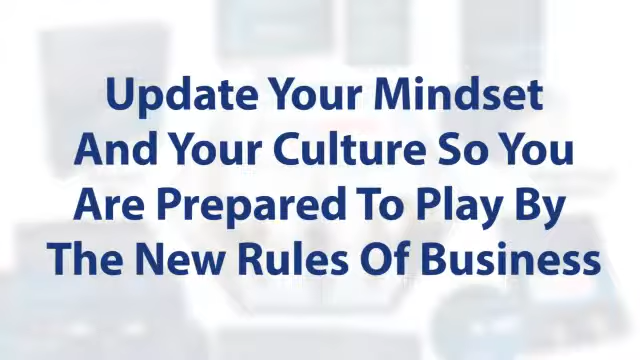 Update Your Mindset
And Your Culture So You
Are Prepared To Play By
The New Rules Of Business